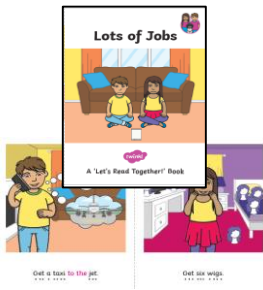 Lots of Jobs
twinkl
A 'Let's Read Together!' Book
Get a taxi to the jet.
Get six wigs.